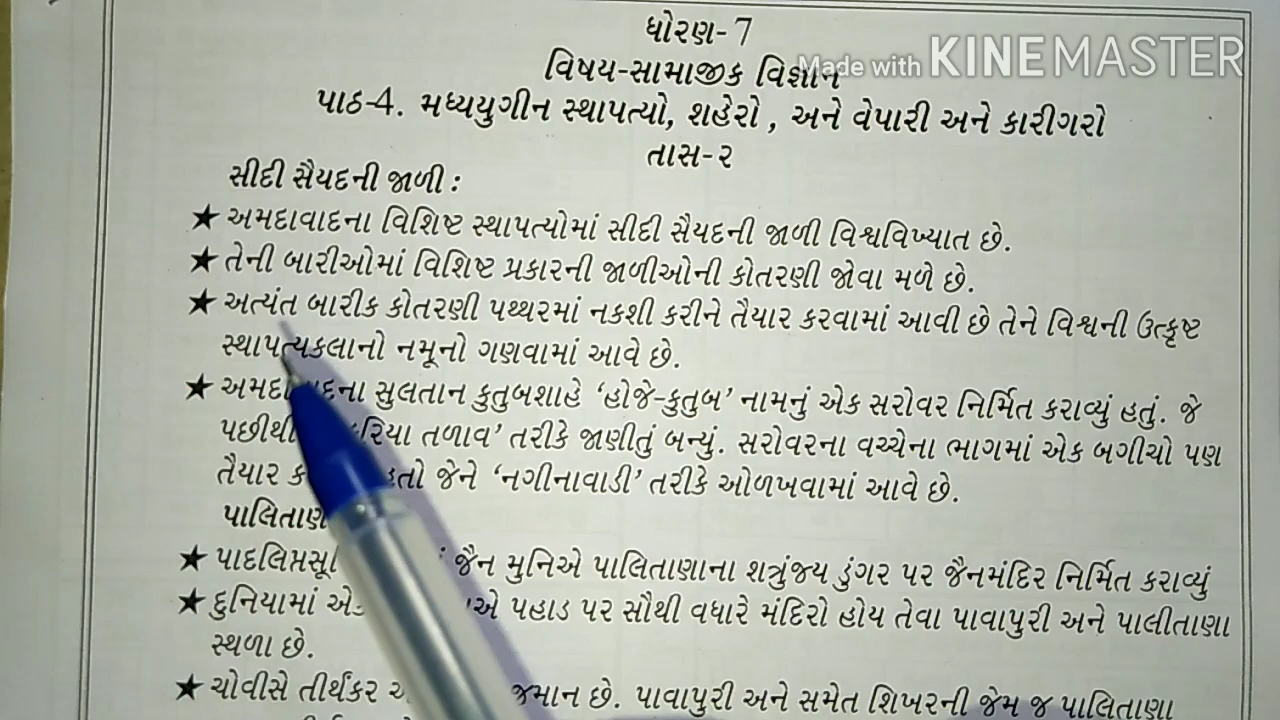 ધોરણ-7
વિષય-સામાજીક વિજ્ઞાન
Made with KINEMASTER
પાઠ-4. મધ્યયુગીન સ્થાપત્યો, શહેરો , અને વેપારી અને કારીગરો
તાસ-૨
સીદી સૈયદની જાળી :
★ અમદાવાદના વિશિષ્ટ સ્થાપત્યોમાં સીદી સૈયદની જાળી વિશ્વવિખ્યાત છે.
★ તેની બારીઓમાં વિશિષ્ટ પ્રકારની જાળીઓની કોતરણી જોવા મળે છે.
★ અત્યંત બારીક કોતરણી પથ્થરમાં નકશી કરીને તૈયાર કરવામાં આવી છે તેને વિશ્વની ઉત્કૃષ્ટ
સ્થાપત્યકલાનો નમૂનો ગણવામાં આવે છે.
★ સુલતાન કુતુબશાહે ‘હોજે-કુતુબ’ નામનું એક સરોવર નિર્મિત કરાવ્યું હતું. જે
પછીથી તળાવ’ તરીકે જાણીતું બન્યું. સરોવરના વચ્ચેના ભાગમાં એક બગીચો પણ
તૈયાર જેને ‘નગીનાવાડી’ તરીકે ઓળખવામાં આવે છે.
★ જૈન મુનિએ પાલિતાણાના શત્રુંજય ડુંગર પર જૈનમંદિર નિર્મિત કરાવ્યું
★ દુનિયામાં પહાડ પર સૌથી વધારે મંદિરો હોય તેવા પાવાપુરી અને પાલીતાણા
સ્થળા છે.
★ ચોવીસે તીર્થંકર છે. પાવાપુરી અને સમેત શિખરની જેમ જ પાલિતાણા